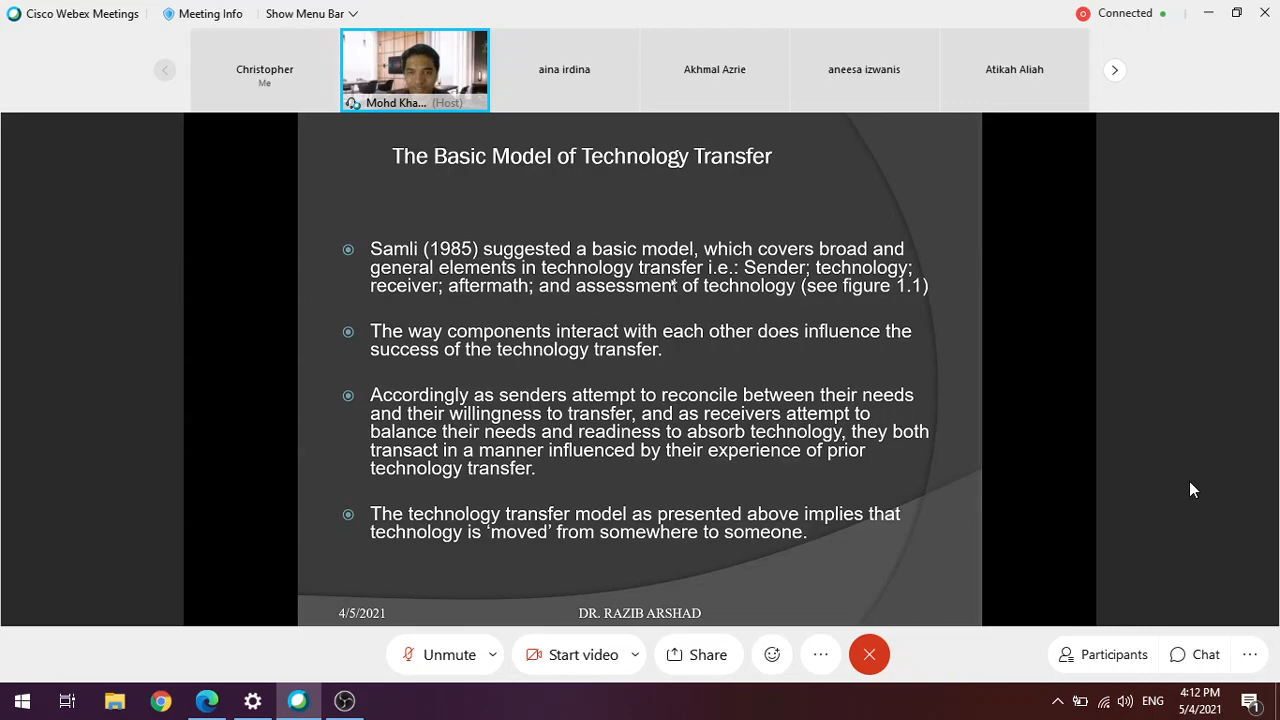 Cisco Webex Meetings
Meeting Info
Show Menu Bar
Connected
Christopher
Me
Mohd Kha... (Host)
aina irdina
Akhmal Azrie
aneesa izwanis
Atikah Aliah
The Basic Model of Technology Transfer
Samli (1985) suggested a basic model, which covers broad and
general elements in technology transfer i.e.: Sender; technology;
receiver; aftermath; and assessment of technology (see figure 1.1)
The way components interact with each other does influence the
success of the technology transfer.
Accordingly as senders attempt to reconcile between their needs
and their willingness to transfer, and as receivers attempt to
balance their needs and readiness to absorb technology, they both
transact in a manner influenced by their experience of prior
technology transfer.
The technology transfer model as presented above implies that
technology is ‘moved’ from somewhere to someone.
4/5/2021
DR. RAZIB ARSHAD
Unmute
Start video
Share
Participants
Chat
ENG
4:12 PM
5/4/2021
1